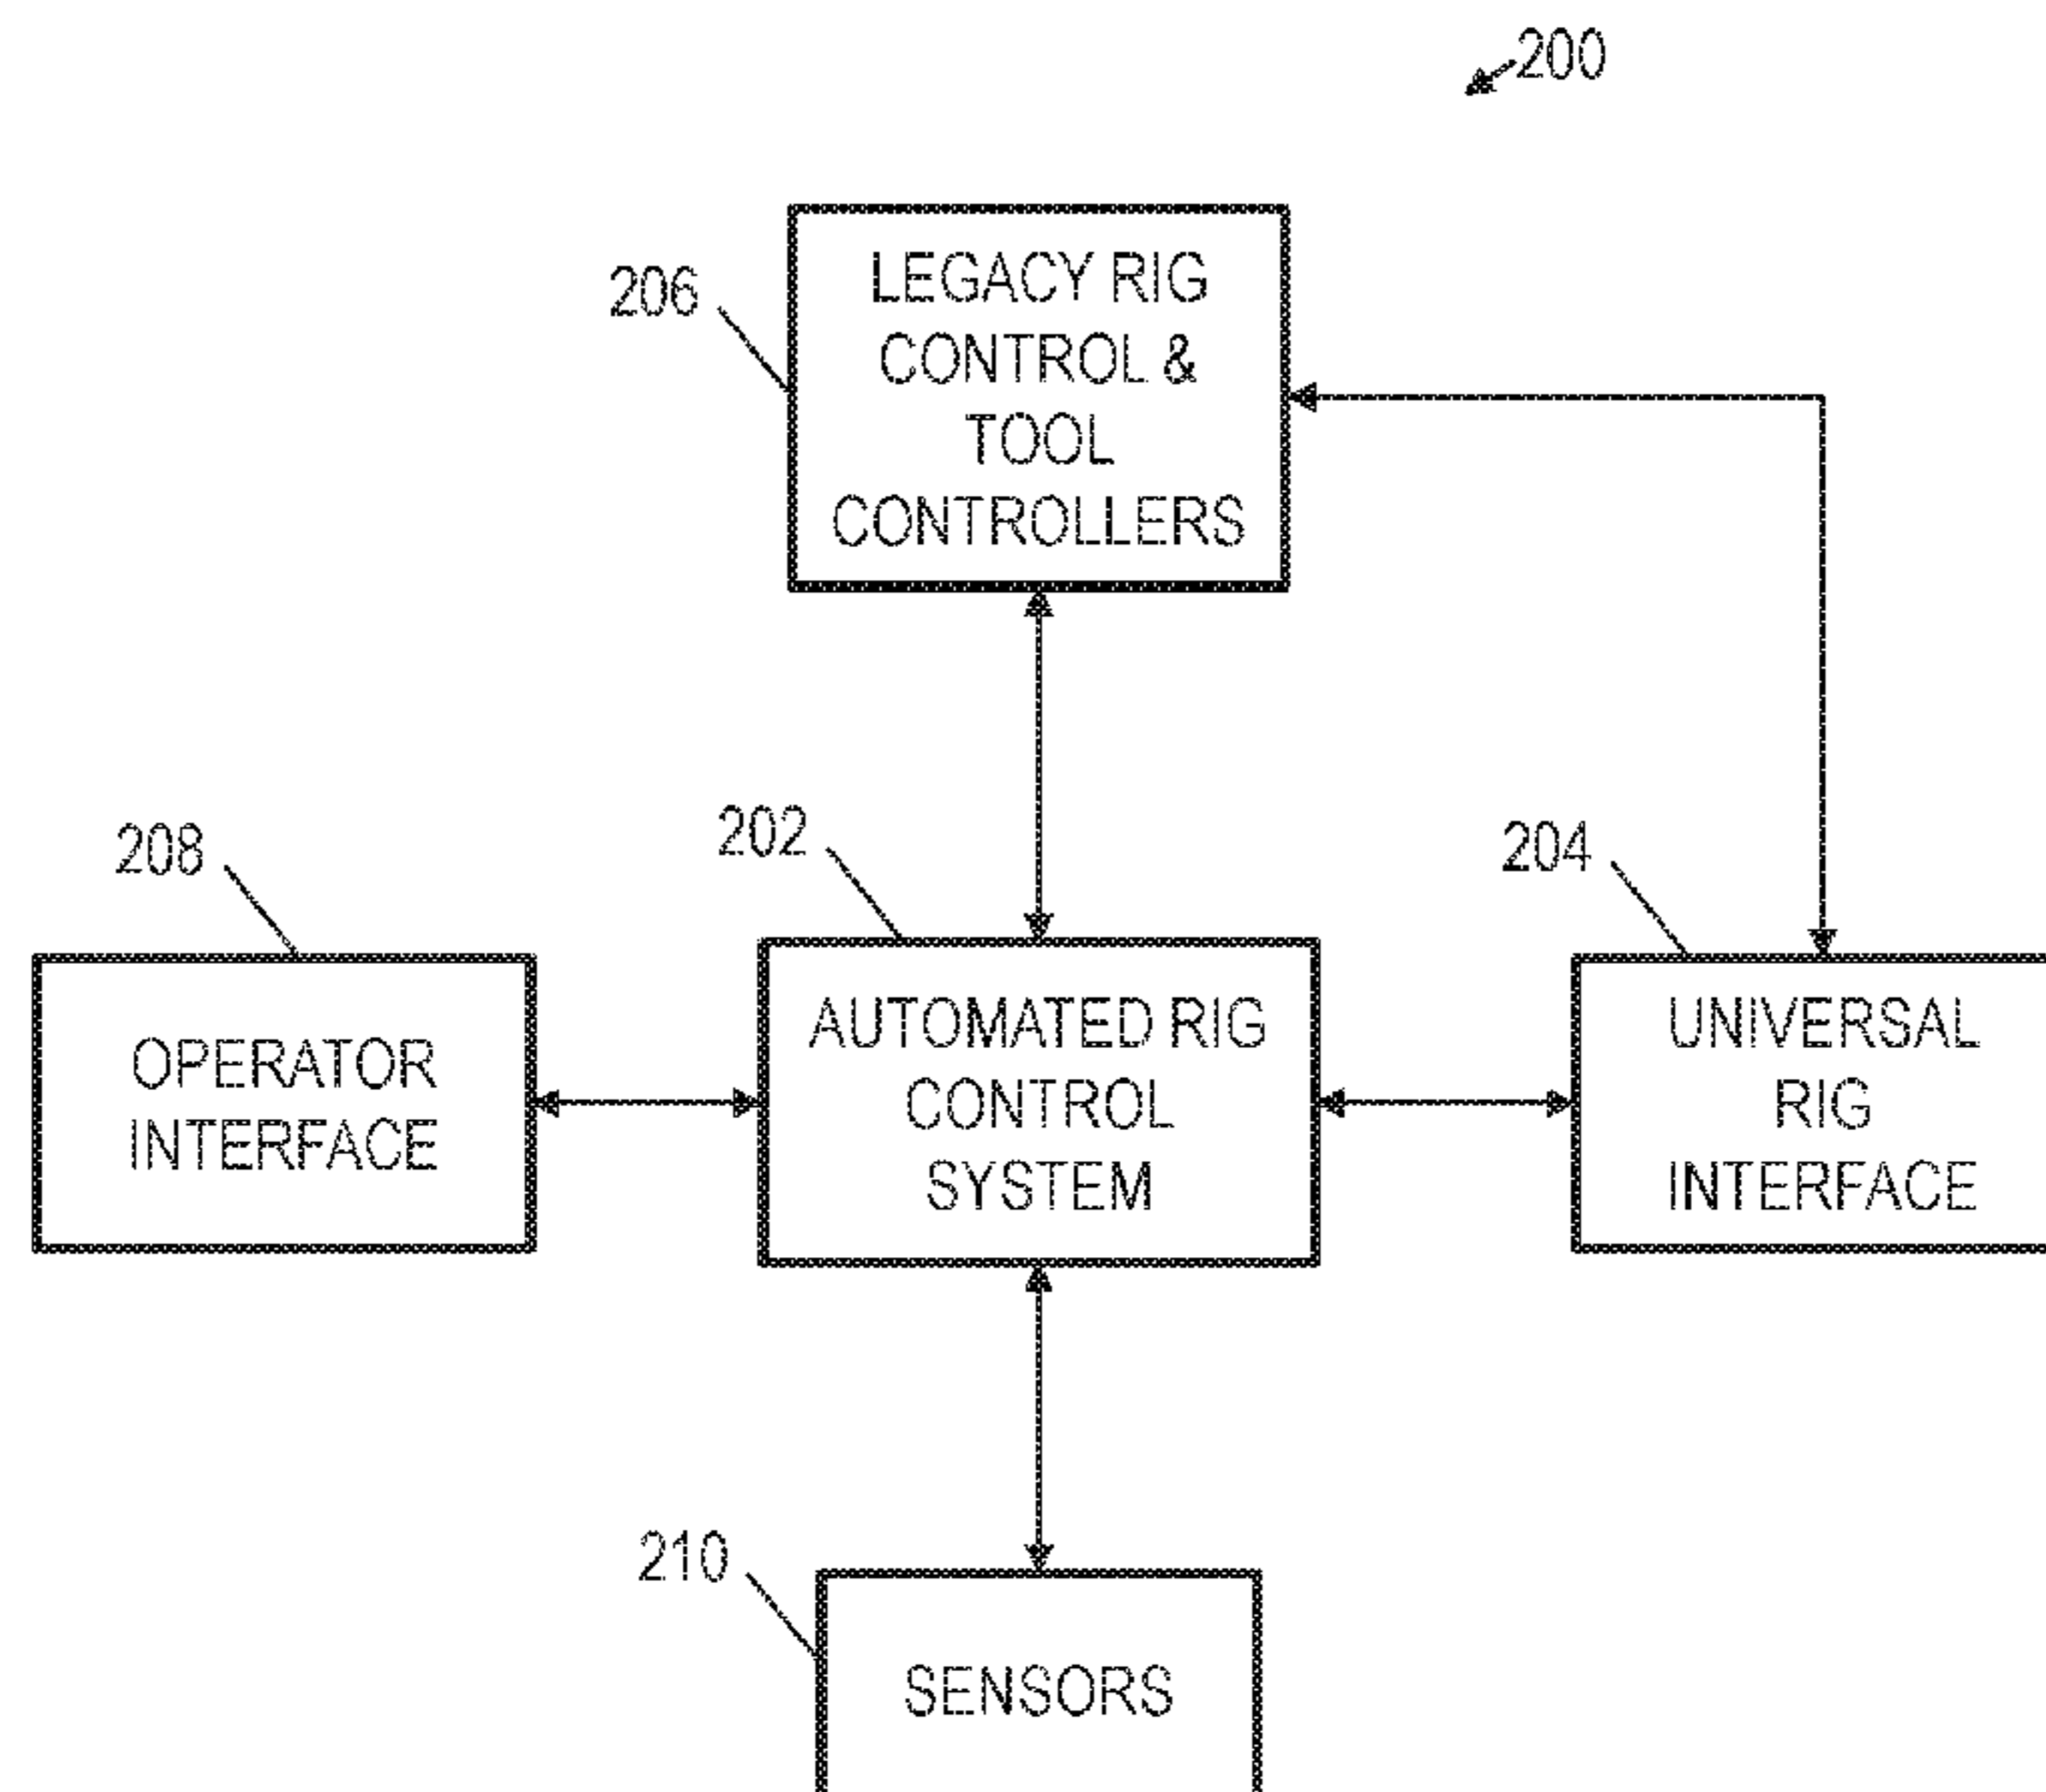 200
206
LEGACY RIG
CONTROL &
TOOL
CONTROLLERS
208
202
204
OPERATOR
INTERFACE
AUTOMATED RIG
CONTROL
SYSTEM
UNIVERSAL
RIG
INTERFACE
210
SENSORS